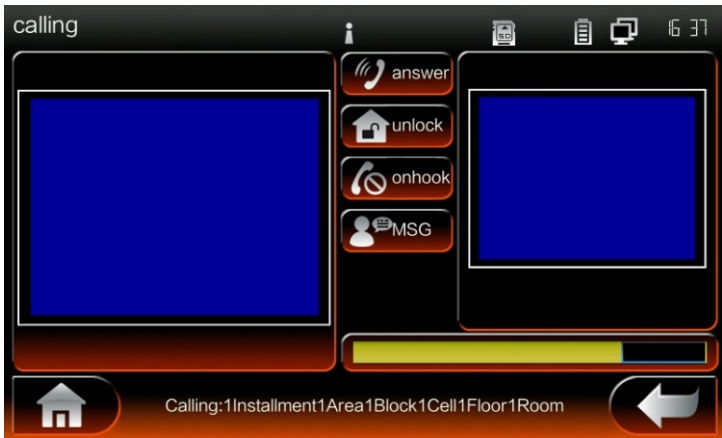 calling
SD
16 37
answer
unlock
onhook
MSG
Calling:1Installment1Area1Block1Cell1Floor1Room